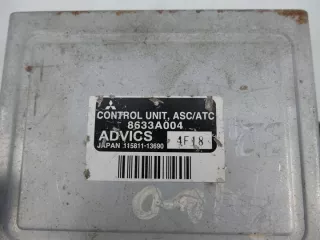 CONTROL UNIT, ASC/ATC
8633A004
ADVICS 4F18
JAPAN 115811-13690